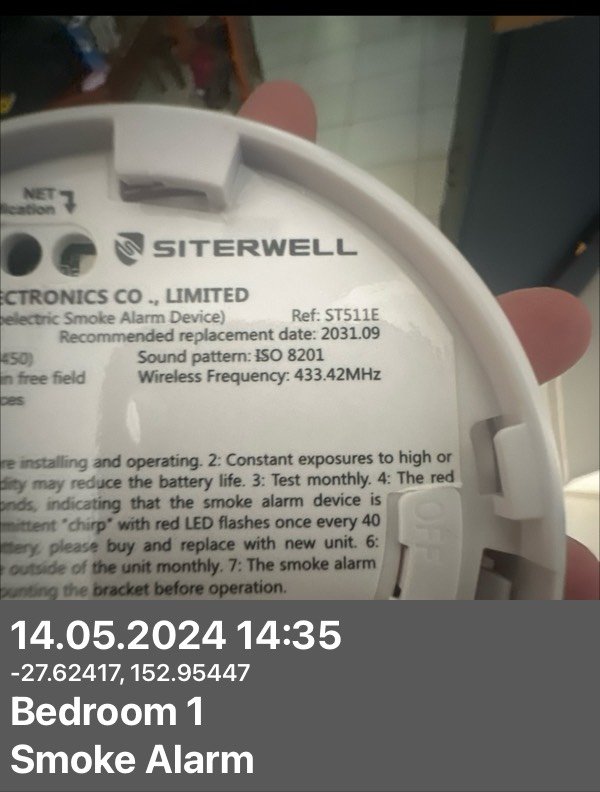 NET
lication
SITERWELL
ECTRONICS CO ., LIMITED
oelectric Smoke Alarm Device) Ref: ST511E
Recommended replacement date: 2031.09
450) Sound pattern: ISO 8201
in free field Wireless Frequency: 433.42MHz
ces
re installing and operating. 2: Constant exposures to high or
dity may reduce the battery life. 3: Test monthly. 4: The red
onds, indicating that the smoke alarm device is
mittent "chirp" with red LED flashes once every 40
ttery, please buy and replace with new unit. 6:
e outside of the unit monthly. 7: The smoke alarm
ounting the bracket before operation.
OFF
14.05.2024 14:35
-27.62417, 152.95447
Bedroom 1
Smoke Alarm